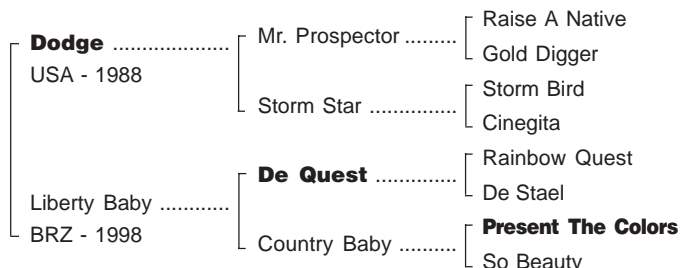 Raise A Native
Mr. Prospector .........
Dodge ....................
Gold Digger
USA - 1988
Storm Bird
Storm Star ...............
Cinegita
Rainbow Quest
De Quest ..............
De Stael
Liberty Baby ............
Present The Colors
BRZ - 1998
Country Baby ..........
So Beauty